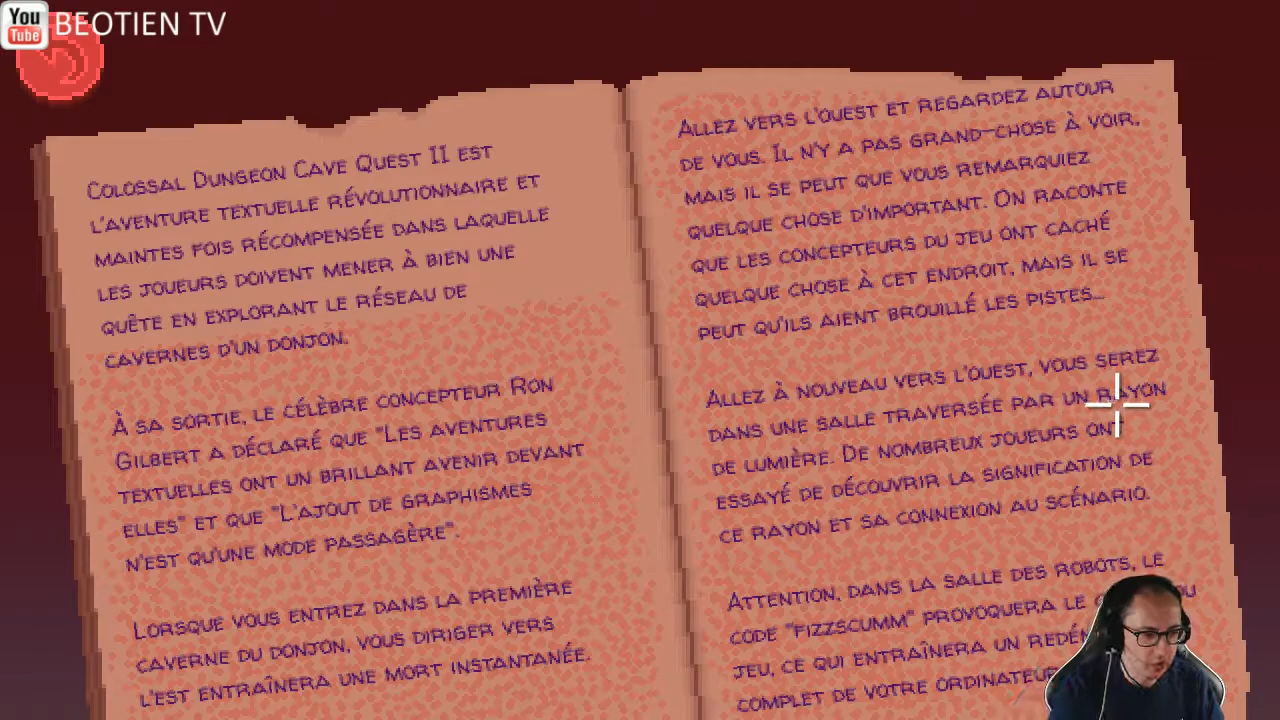 You
Tube
BEOTIEN TV
COLOSSAL DUNGEON CAVE QUEST II EST
L'AVENTURE TEXTUELLE RÉVOLUTIONNAIRE ET
MAINTES FOIS RÉCOMPENSÉE DANS LAQUELLE
LES JOUEURS DOIVENT MENER À BIEN UNE
QUÊTE EN EXPLORANT LE RÉSEAU DE
CAVERNES D'UN DONJON.
À SA SORTIE, LE CÉLÈBRE CONCEPTEUR RON
GILBERT A DÉCLARÉ QUE "LES AVENTURES
TEXTUELLES ONT UN BRILLANT AVENIR DEVANT
ELLES" ET QUE "L'AJOUT DE GRAPHISMES
N'EST QU'UNE MODE PASSAGÈRE".
LORSQUE VOUS ENTREZ DANS LA PREMIÈRE
CAVERNE DU DONJON, VOUS DIRIGER VERS
L'EST ENTRAÎNERA UNE MORT INSTANTANÉE.
ALLEZ VERS L'OUEST ET REGARDEZ AUTOUR
DE VOUS. IL N'Y A PAS GRAND-CHOSE À VOIR,
MAIS IL SE PEUT QUE VOUS REMARQUIEZ
QUELQUE CHOSE D'IMPORTANT. ON RACONTE
QUE LES CONCEPTEURS DU JEU ONT CACHÉ
QUELQUE CHOSE À CET ENDROIT, MAIS IL SE
PEUT QU'ILS AIENT BROUILLÉ LES PISTES...
ALLEZ À NOUVEAU VERS L'OUEST, VOUS SEREZ
DANS UNE SALLE TRAVERSÉE PAR UN RAYON
DE LUMIÈRE. DE NOMBREUX JOUEURS ONT
ESSAYÉ DE DÉCOUVRIR LA SIGNIFICATION DE
CE RAYON ET SA CONNEXION AU SCÉNARIO.
ATTENTION, DANS LA SALLE DES ROBOTS, LE
CODE "FIZZSCUMM" PROVOQUERA LE
JEU, CE QUI ENTRAÎNERA UN
COMPLET DE VOTRE ORDINATEUR